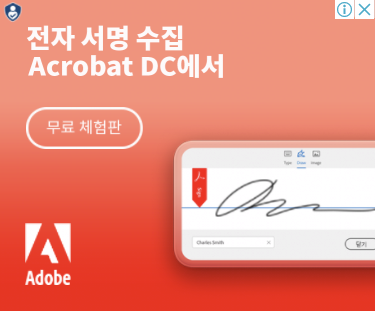 전자 서명 수집
Acrobat DC에서
무료 체험판
Type Draw Image
Sign
Charles Smith
닫기
Adobe